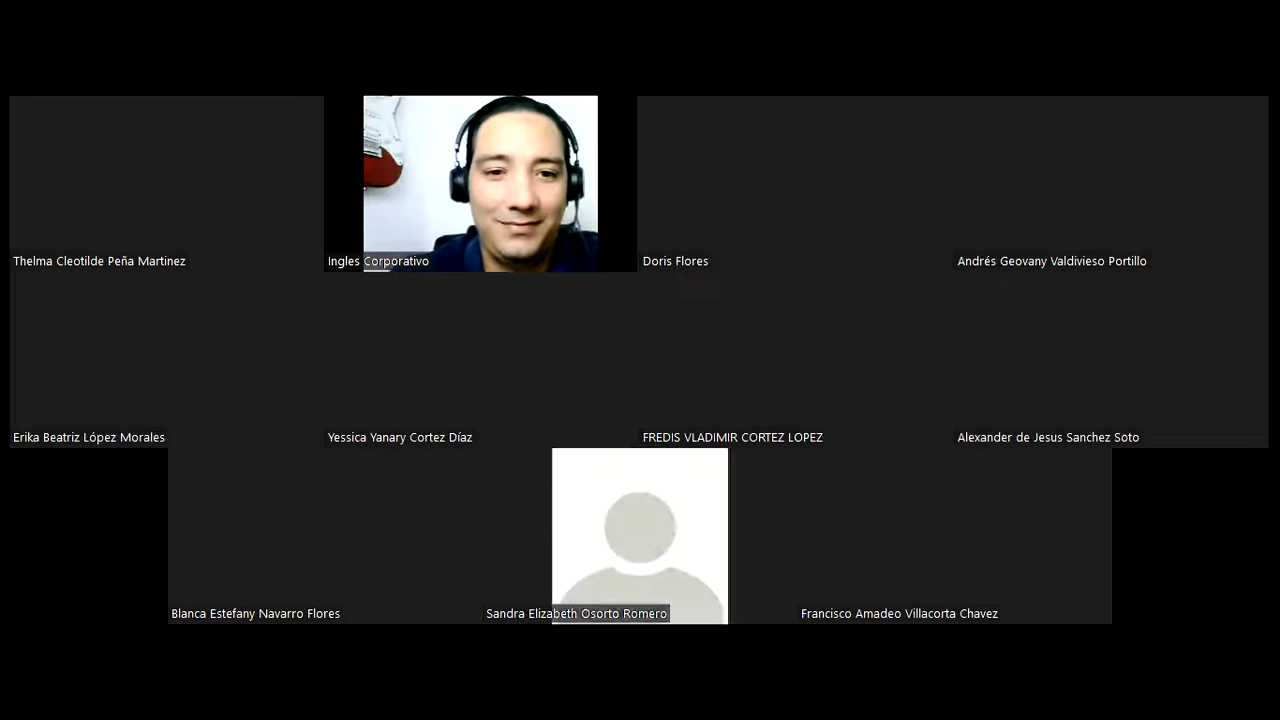 Thelma Cleotilde Peña Martinez
Ingles Corporativo
Doris Flores
Andrés Geovany Valdivieso Portillo
Erika Beatriz López Morales
Yessica Yanary Cortez Díaz
FREDIS VLADIMIR CORTEZ LOPEZ
Alexander de Jesus Sanchez Soto
Blanca Estefany Navarro Flores
Sandra Elizabeth Osorto Romero
Francisco Amadeo Villacorta Chavez